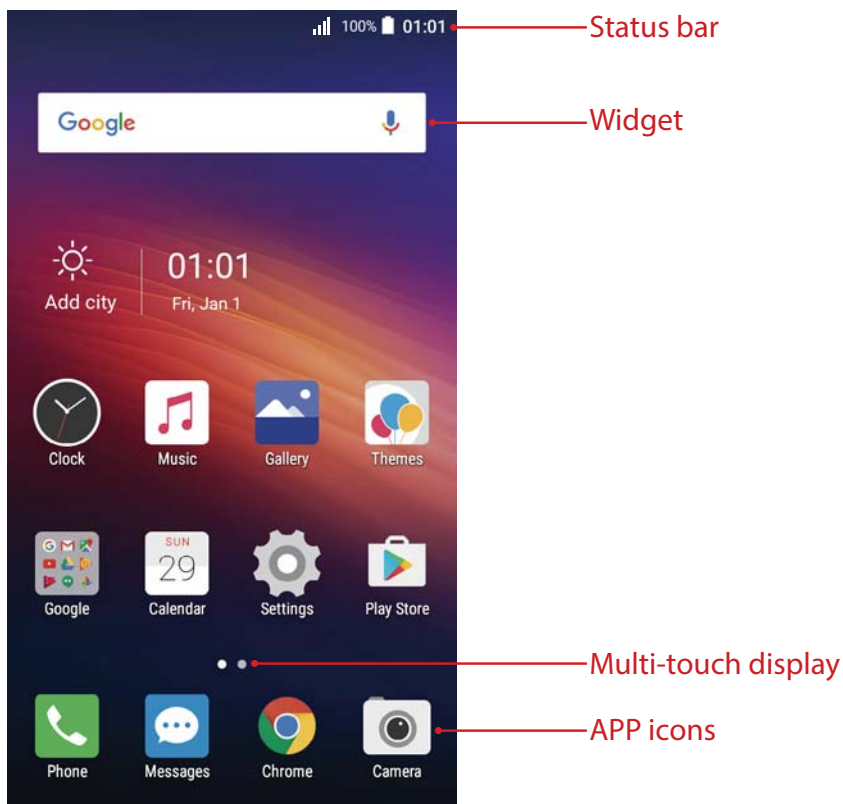 100% 01:01
Status bar
Google
Widget
01:01
Add city
Fri, Jan 1
Clock Music Gallery Themes
SUN
29
Google Calendar Settings Play Store
Multi-touch display
APP icons
Phone Messages Chrome Camera